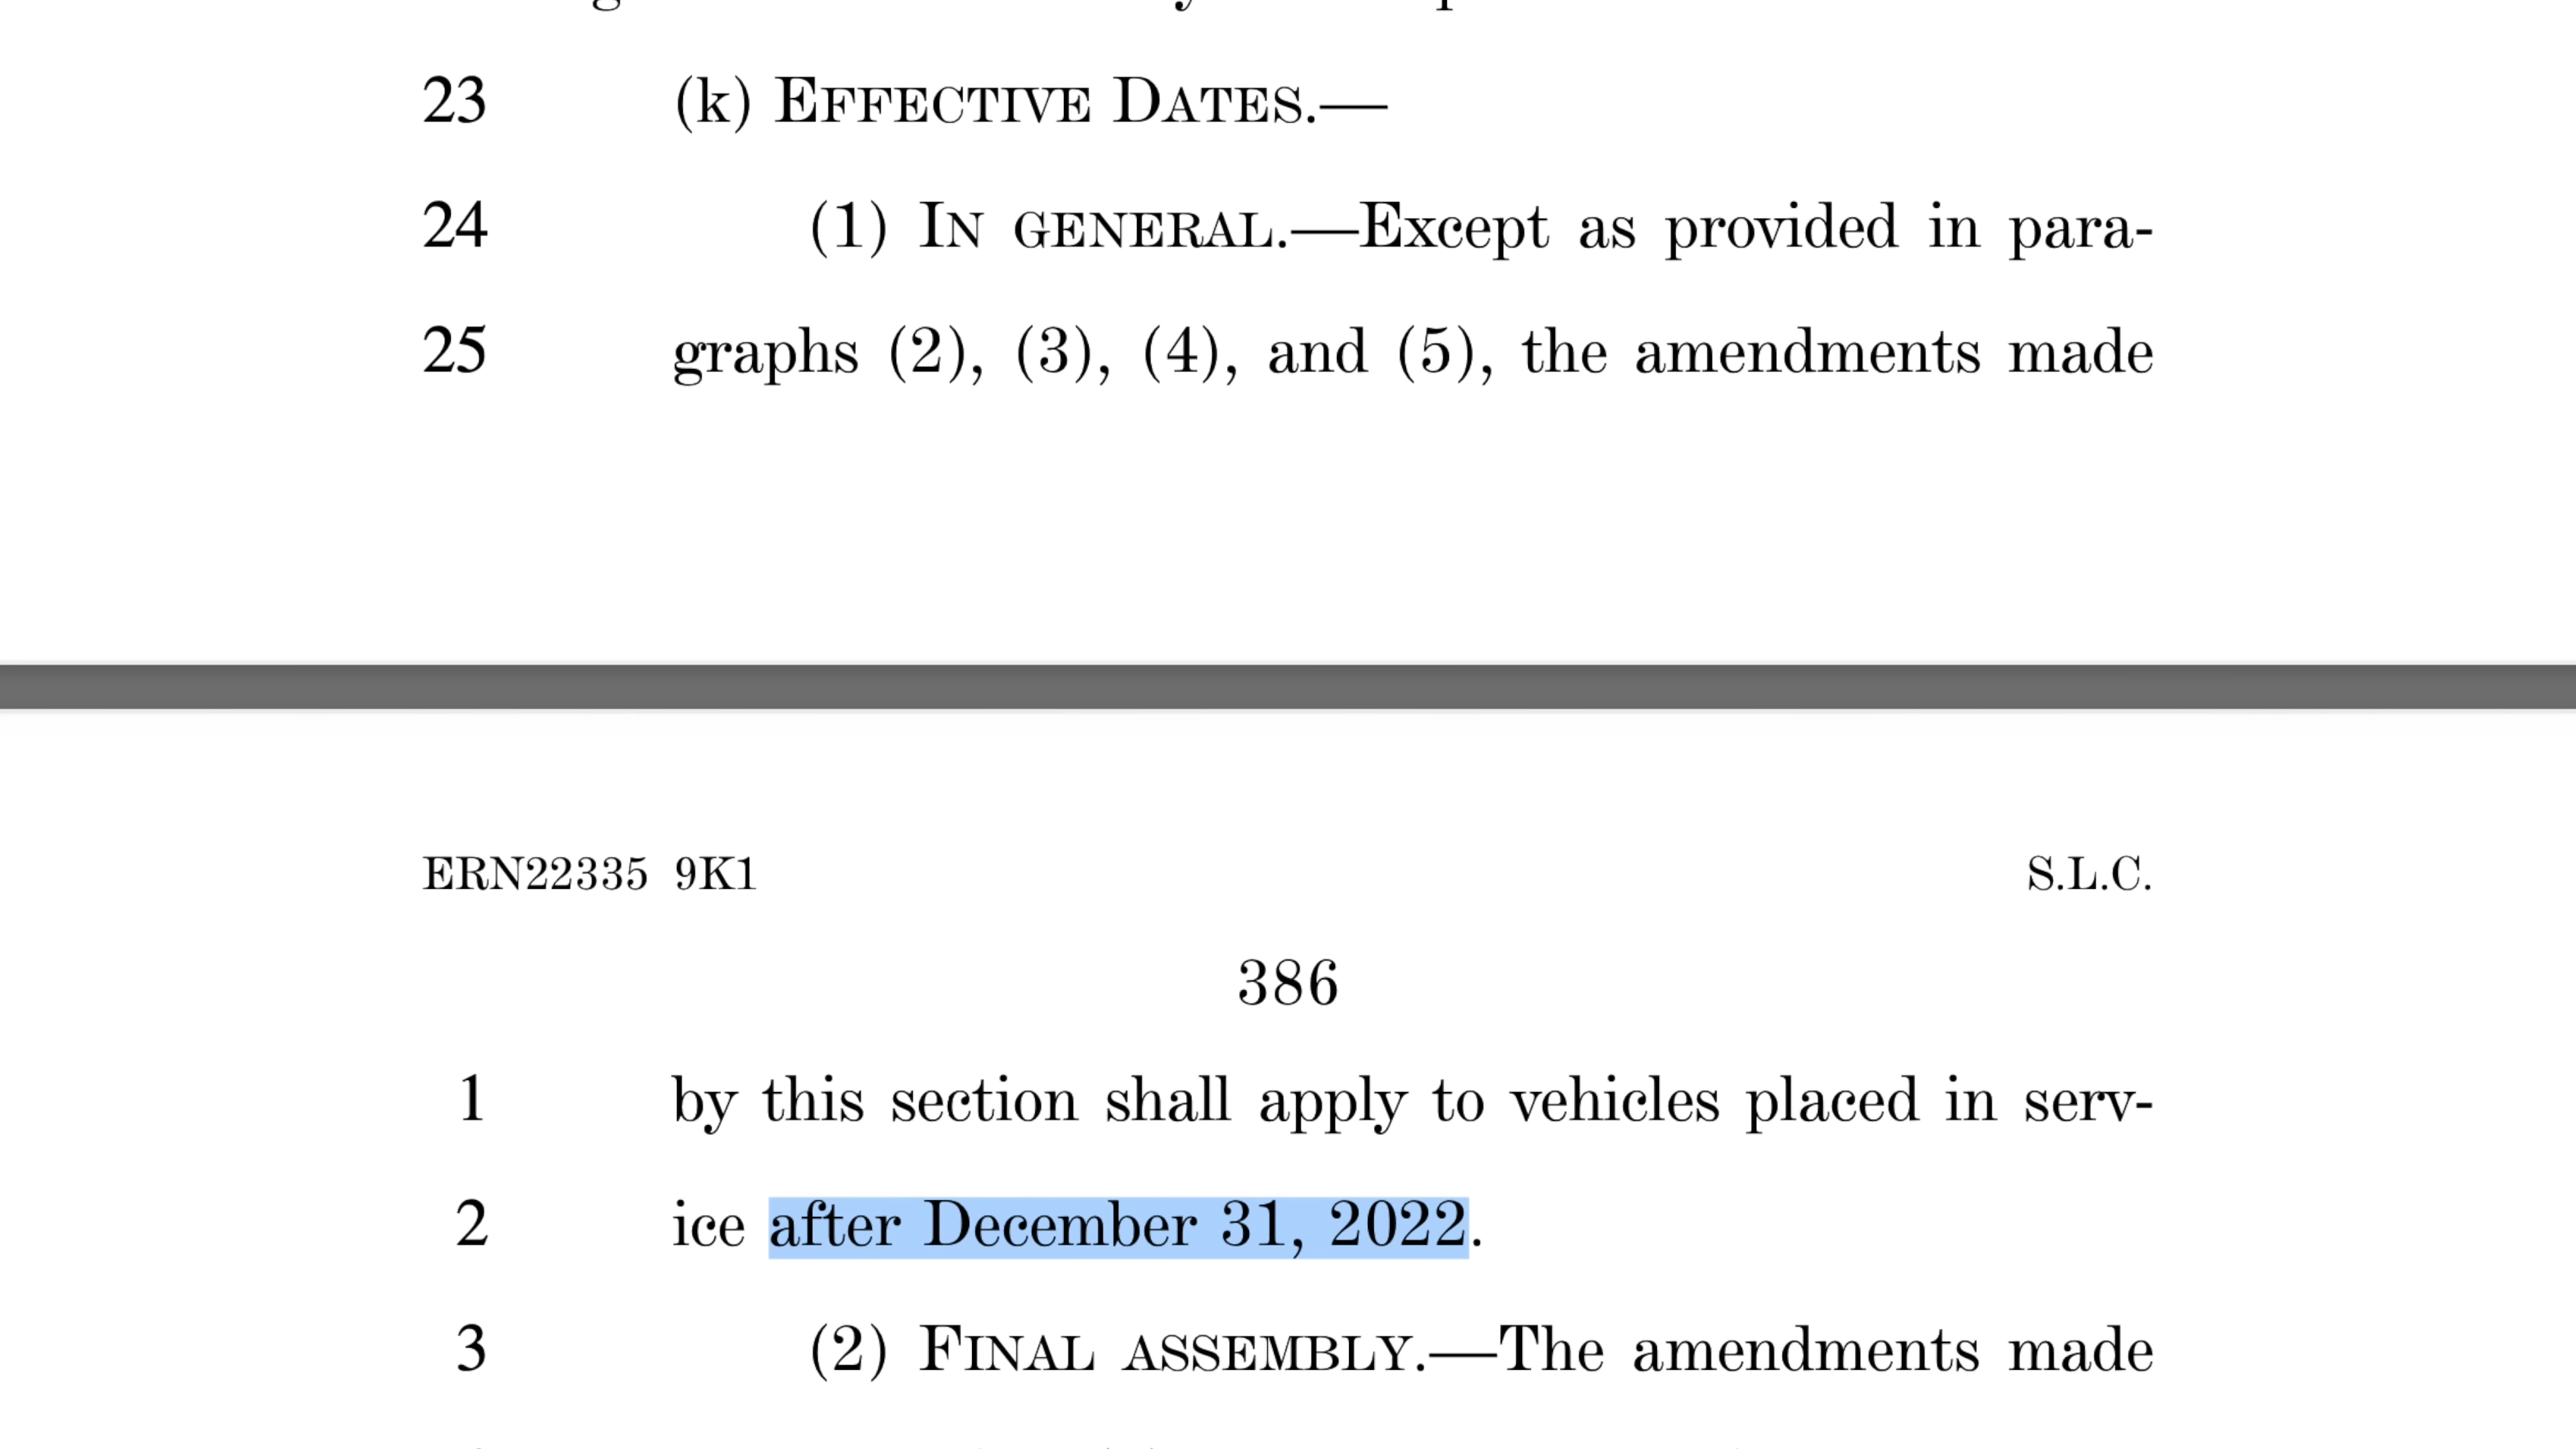 23 (k) EFFECTIVE DATES.—
24 (1) IN GENERAL.—Except as provided in para-
25 graphs (2), (3), (4), and (5), the amendments made
ERN22335 9K1 S.L.C.
386
1 by this section shall apply to vehicles placed in serv-
2 ice after December 31, 2022.
3 (2) FINAL ASSEMBLY.—The amendments made